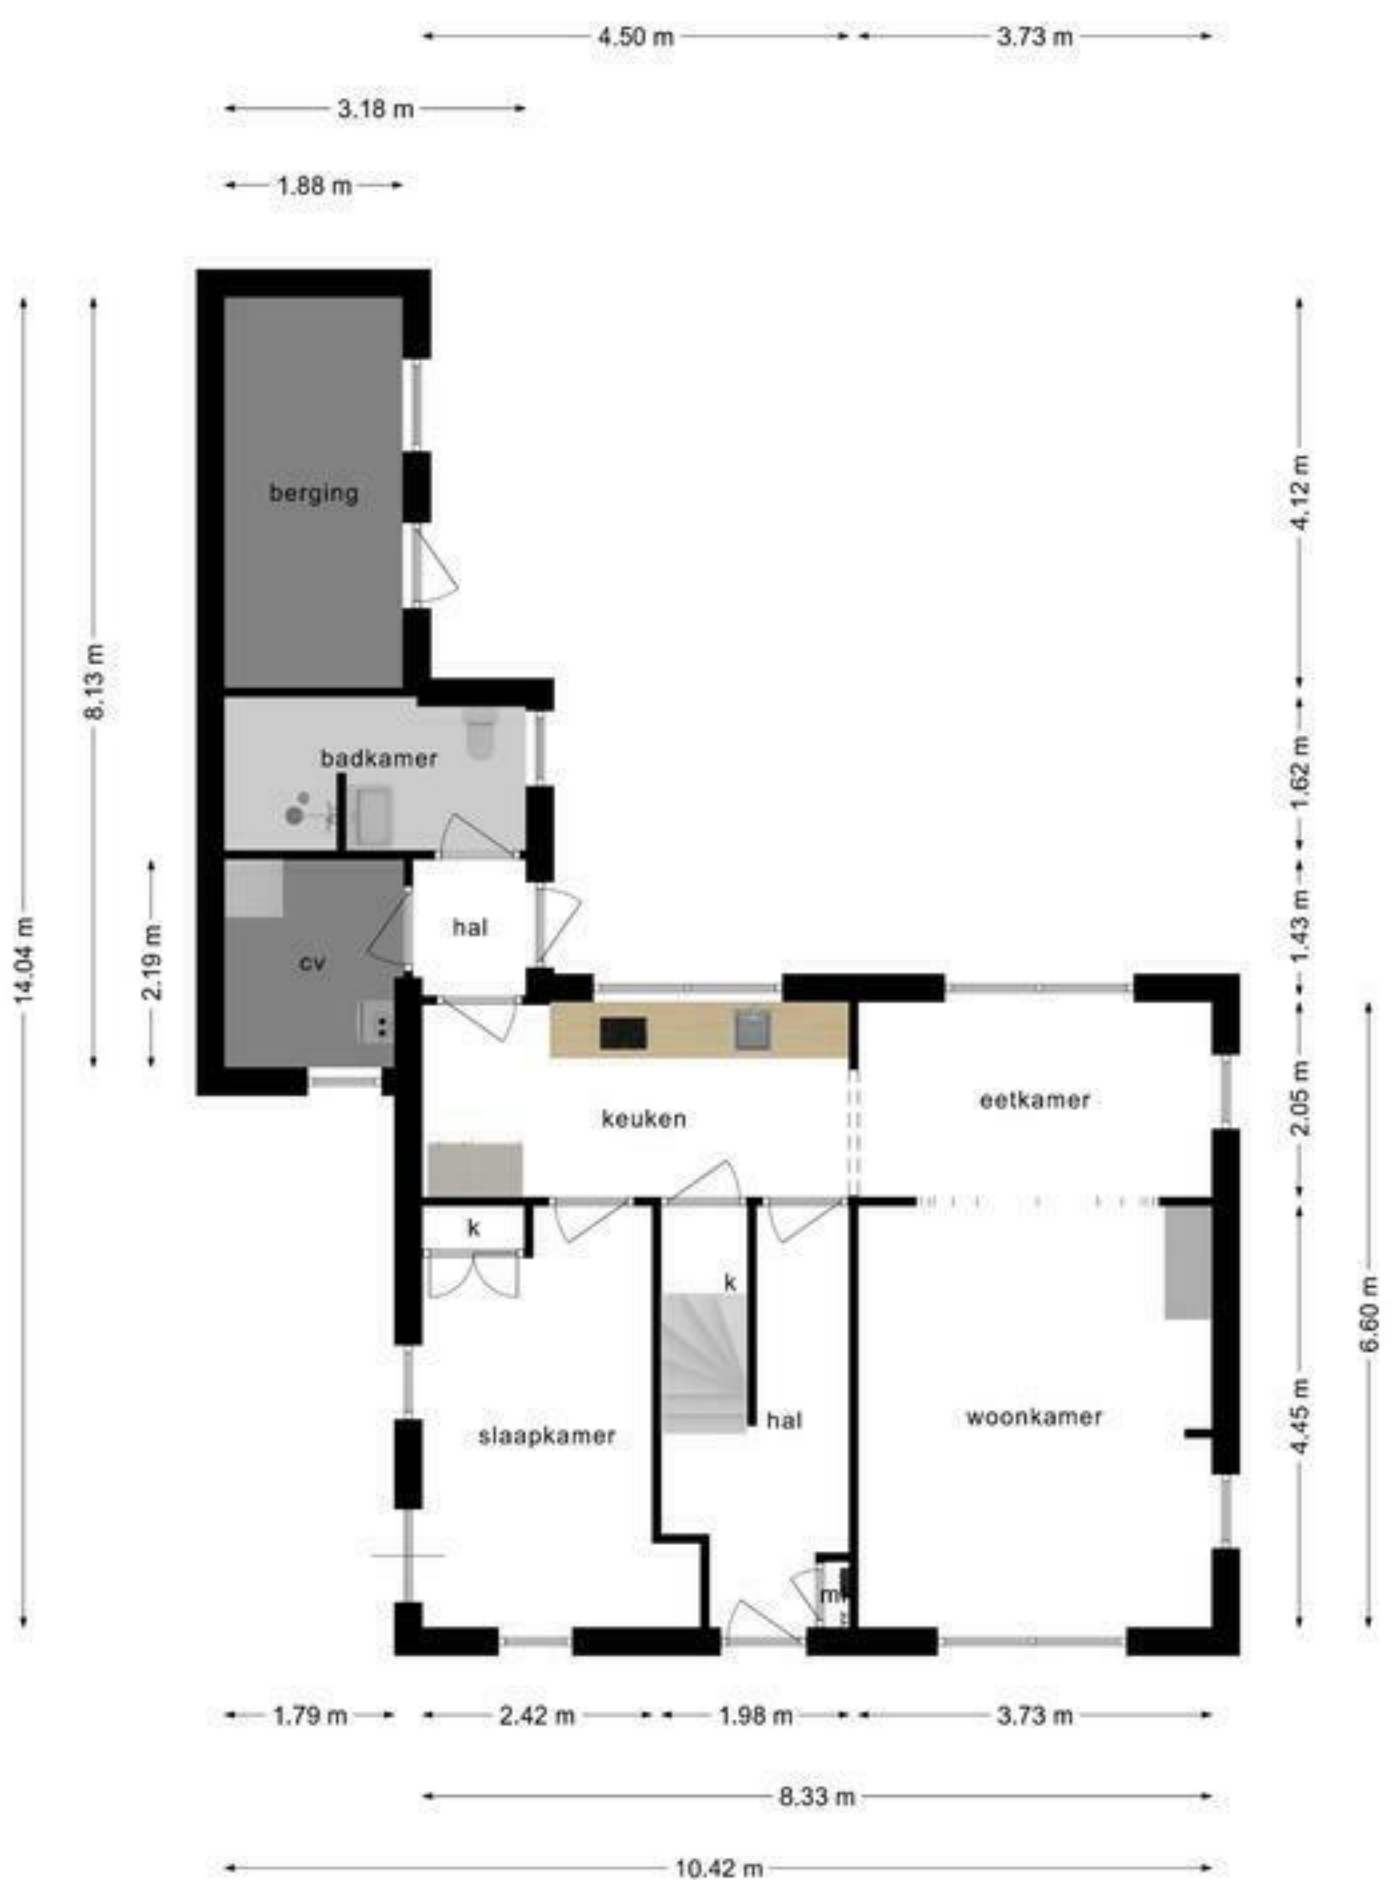 4.50 m
3.73 m
3.18 m
1.88 m
berging
4.12 m
8.13 m
badkamer
1.62 m
hal
1.43 m
14.04 m
2.19 m
cv
2.05 m
eetkamer
keuken
k
k
6.60 m
4.45 m
woonkamer
hal
slaapkamer
1.79 m
2.42 m
1.98 m
3.73 m
8.33 m
10.42 m